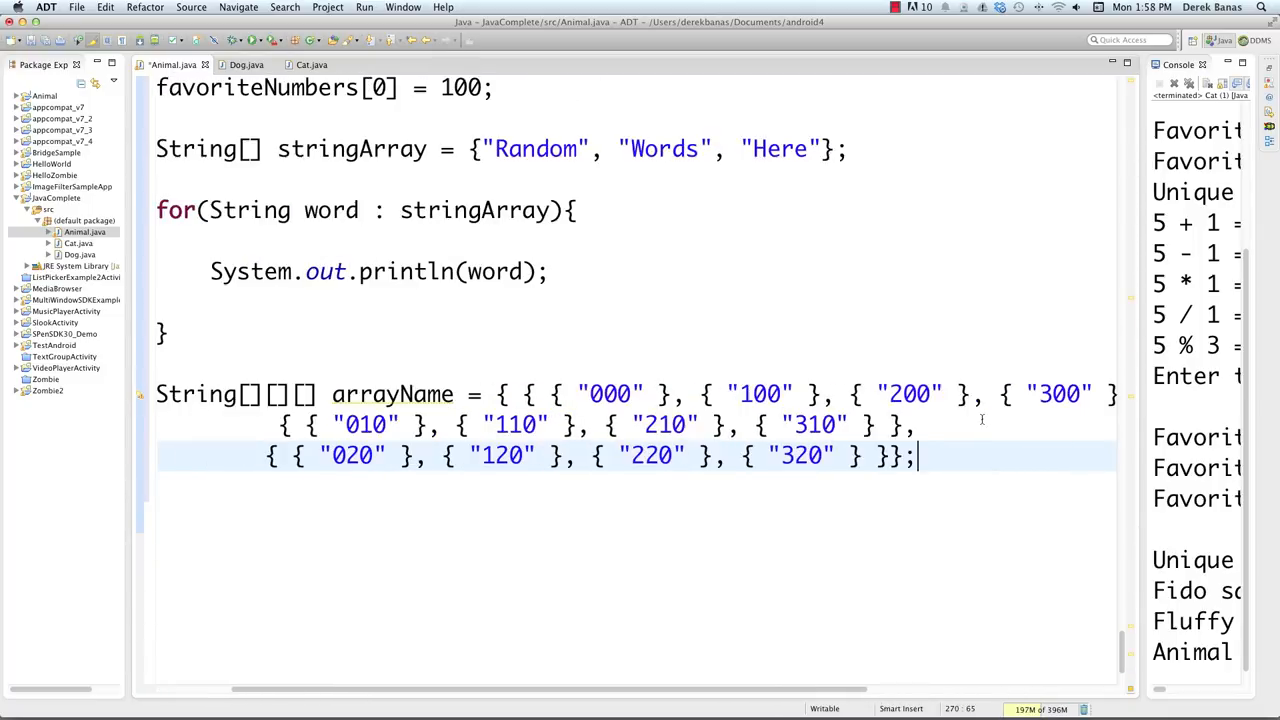 ADT File Edit Refactor Source Navigate Search Project Run Window Help 10 Mon 1:58 PM Derek Banas
Java - JavaComplete/src/Animal.java - ADT - /Users/derekbanas/Documents/android4
Quick Access Java DDMS
Package Exp
Animal
appcompat_v7
appcompat_v7_2
appcompat_v7_3
appcompat_v7_4
BridgeSample
HelloWorld
HelloZombie
ImageFilterSampleApp
JavaComplete
src
(default package)
Animal.java
Cat.java
Dog.java
JRE System Library [Ja
ListPickerExample2Activi
MediaBrowser
MultiWindowSDKExample
MusicPlayerActivity
SlookActivity
SPenSDK30_Demo
TestAndroid
TextGroupActivity
VideoPlayerActivity
Zombie
Zombie2
*Animal.java Dog.java Cat.java
favoriteNumbers[0] = 100;
String[] stringArray = {"Random", "Words", "Here"};
for(String word : stringArray){
System.out.println(word);
}
String[][][] arrayName = { { { "000" }, { "100" }, { "200" }, { "300" }
{ { "010" }, { "110" }, { "210" }, { "310" } },
{ { "020" }, { "120" }, { "220" }, { "320" } }};
Console
<terminated> Cat (1) [Java
Favorit
Favorit
Unique
5 + 1 =
5 - 1 =
5 * 1 =
5 / 1 =
5 % 3 =
Enter t
Favorit
Favorit
Favorit
Unique
Fido sa
Fluffy
Animal
Writable Smart Insert 270 : 65 197M of 396M